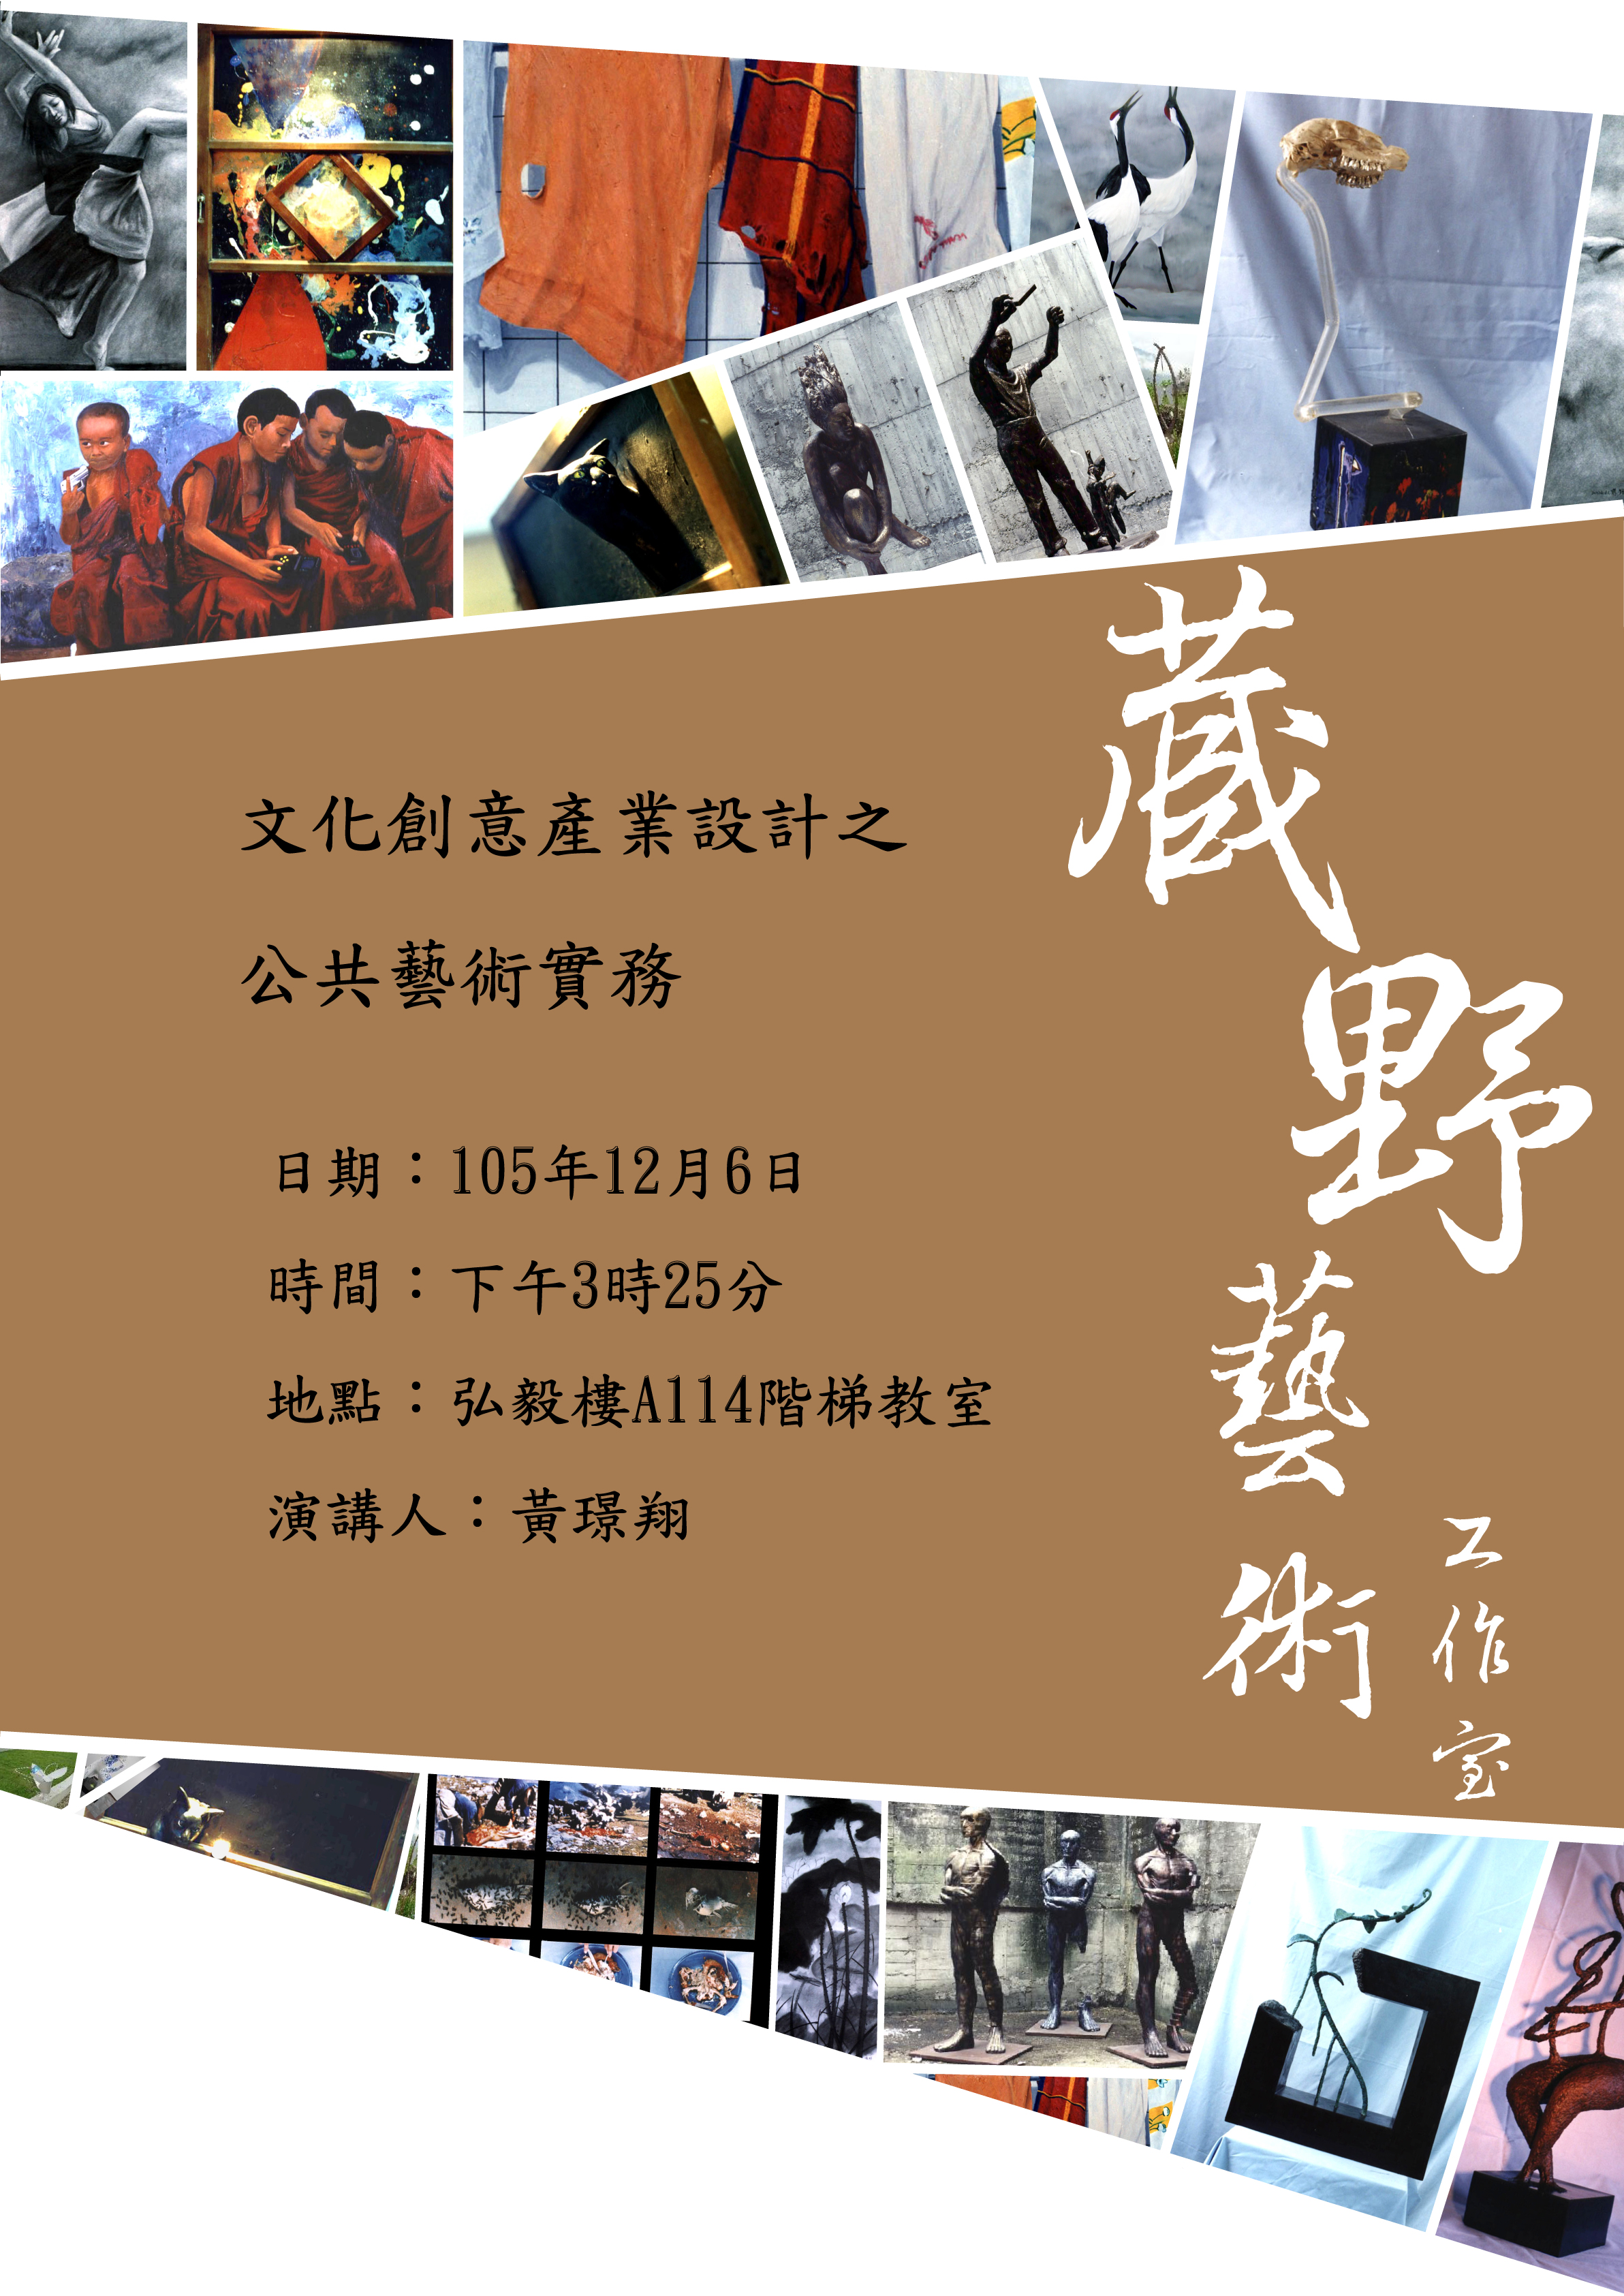 文化創意產業設計之
公共藝術實務
日期：105年12月6日
時間：下午3時25分
地點：弘毅樓A114階梯教室
演講人：黃璟翔
蔵野藝術
工作室